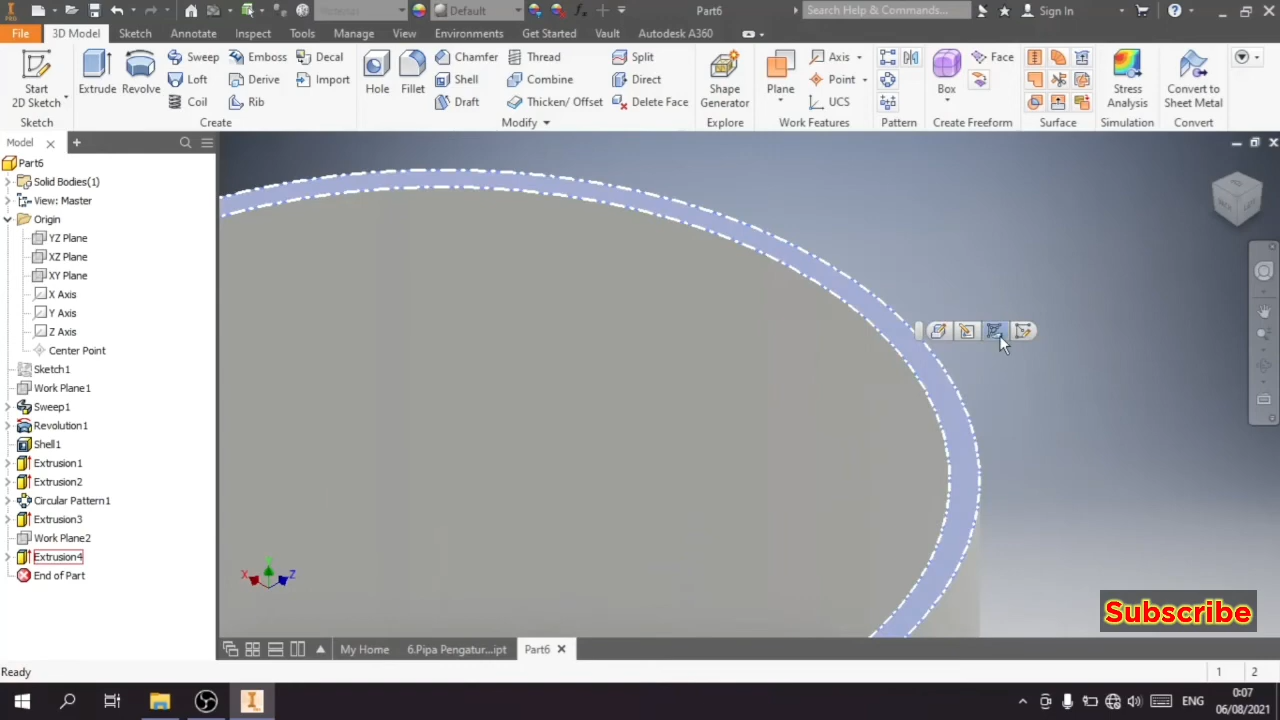 Material
Default
Part6
Search Help & Commands...
Sign In
PRO
File
3D Model
Sketch
Annotate
Inspect
Tools
Manage
View
Environments
Get Started
Vault
Autodesk A360
Start
2D Sketch
Extrude
Revolve
Sweep
Loft
Coil
Emboss
Derive
Rib
Decal
Import
Hole
Fillet
Chamfer
Shell
Draft
Thread
Combine
Thicken/ Offset
Split
Direct
Delete Face
Shape
Generator
Plane
Axis
Point
UCS
Box
Face
Stress
Analysis
Convert to
Sheet Metal
Sketch
Create
Modify
Explore
Work Features
Pattern
Create Freeform
Surface
Simulation
Convert
Model
Part6
Solid Bodies(1)
View: Master
Origin
YZ Plane
XZ Plane
XY Plane
X Axis
Y Axis
Z Axis
Center Point
Sketch1
Work Plane1
Sweep1
Revolution1
Shell1
Extrusion1
Extrusion2
Circular Pattern1
Extrusion3
Work Plane2
Extrusion4
End of Part
X
Y
Z
Subscribe
My Home
6.Pipa Pengatur...ipt
Part6
Ready
1
2
ENG
0:07
06/08/2021